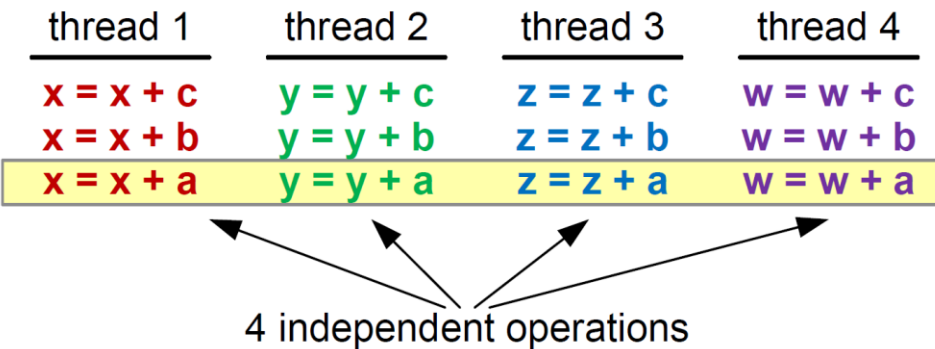 thread 1 thread 2 thread 3 thread 4
x = x + c y = y + c z = z + c w = w + c
x = x + b y = y + b z = z + b w = w + b
x = x + a y = y + a z = z + a w = w + a
4 independent operations